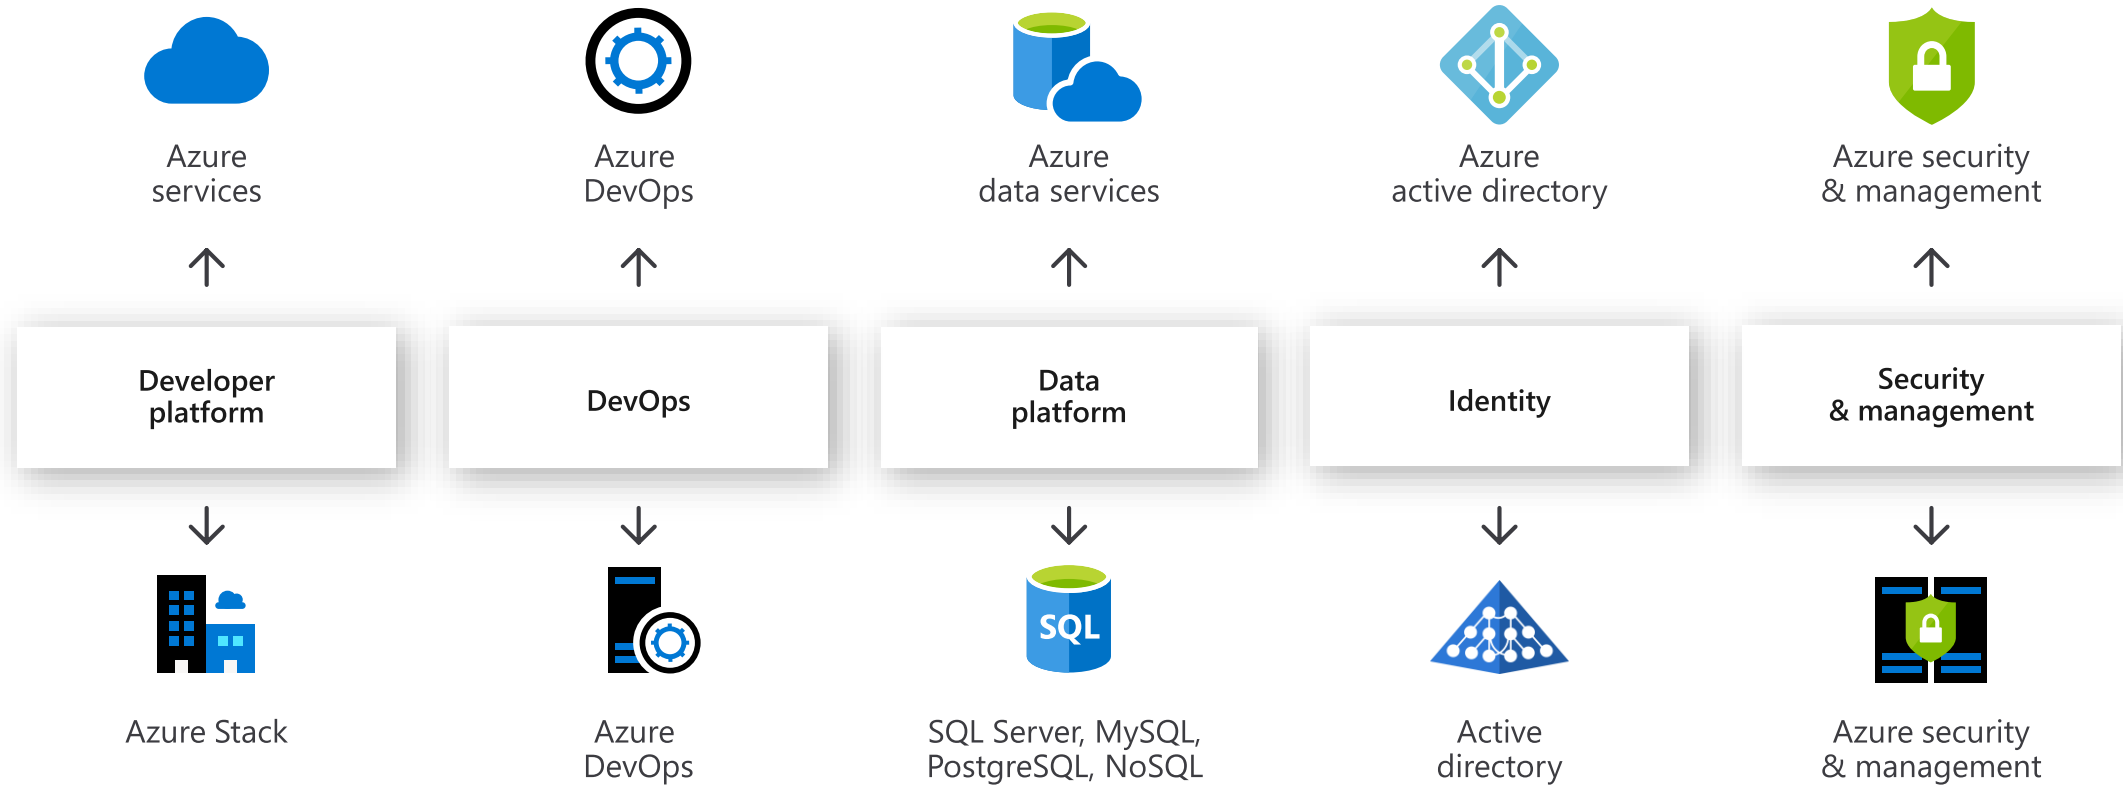 Azure
services
Azure
DevOps
Azure
data services
Azure
active directory
Azure security
& management
Developer
platform
DevOps
Data
platform
Identity
Security
& management
SQL
Azure Stack
Azure
DevOps
SQL Server, MySQL,
PostgreSQL, NoSQL
Active
directory
Azure security
& management